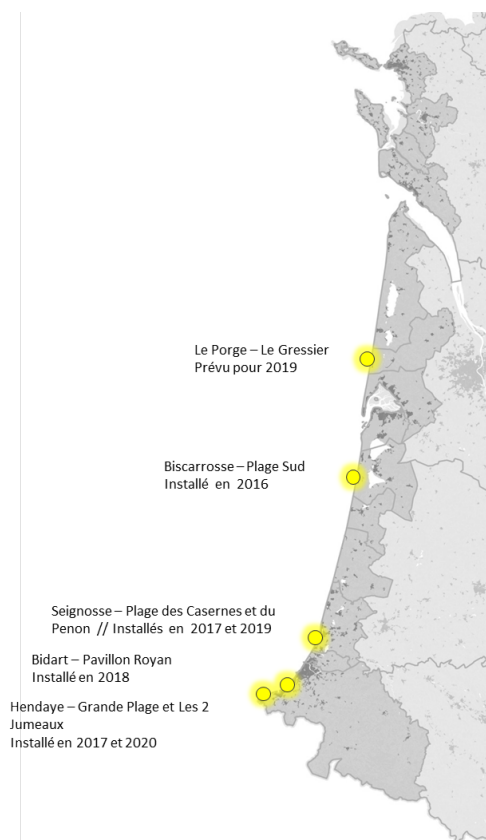 Le Porge – Le Gressier
Prévu pour 2019
Biscarrosse – Plage Sud
Installé en 2016
Seignosse – Plage des Casernes et du
Penon // Installés en 2017 et 2019
Bidart – Pavillon Royan
Installé en 2018
Hendaye – Grande Plage et Les 2
Jumeaux
Installé en 2017 et 2020